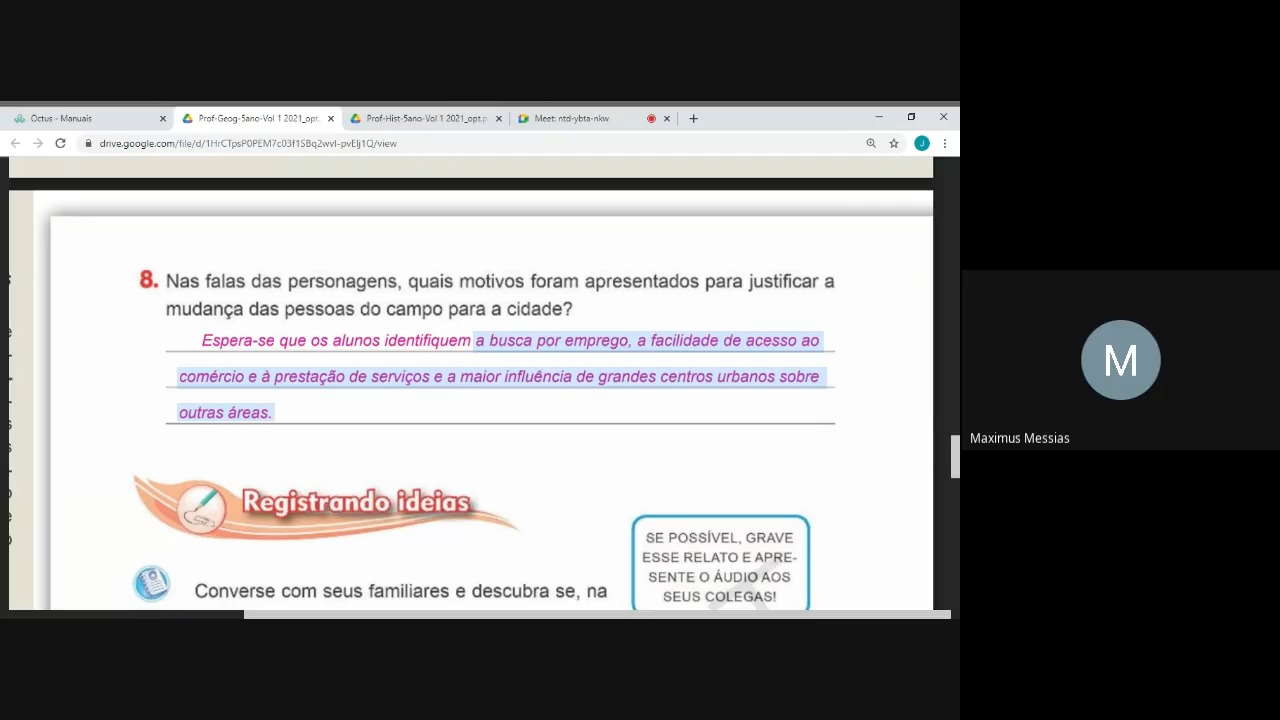 Octus - Manuais
Prof-Geog-5ano-Vol 1 2021_opt.
Prof-Hist-5ano-Vol 1 2021_opt.p
Meet: ntd-ybta-nkw
drive.google.com/file/d/1HrCTpsP0PEM7c03f1SBq2wvI-pvEIj1Q/view
J
8. Nas falas das personagens, quais motivos foram apresentados para justificar a
mudança das pessoas do campo para a cidade?
Espera-se que os alunos identifiquem a busca por emprego, a facilidade de acesso ao
comércio e à prestação de serviços e a maior influência de grandes centros urbanos sobre
outras áreas.
Registrando ideias
SE POSSÍVEL, GRAVE
ESSE RELATO E APRE-
SENTE O ÁUDIO AOS
SEUS COLEGAS!
Converse com seus familiares e descubra se, na
M
Maximus Messias